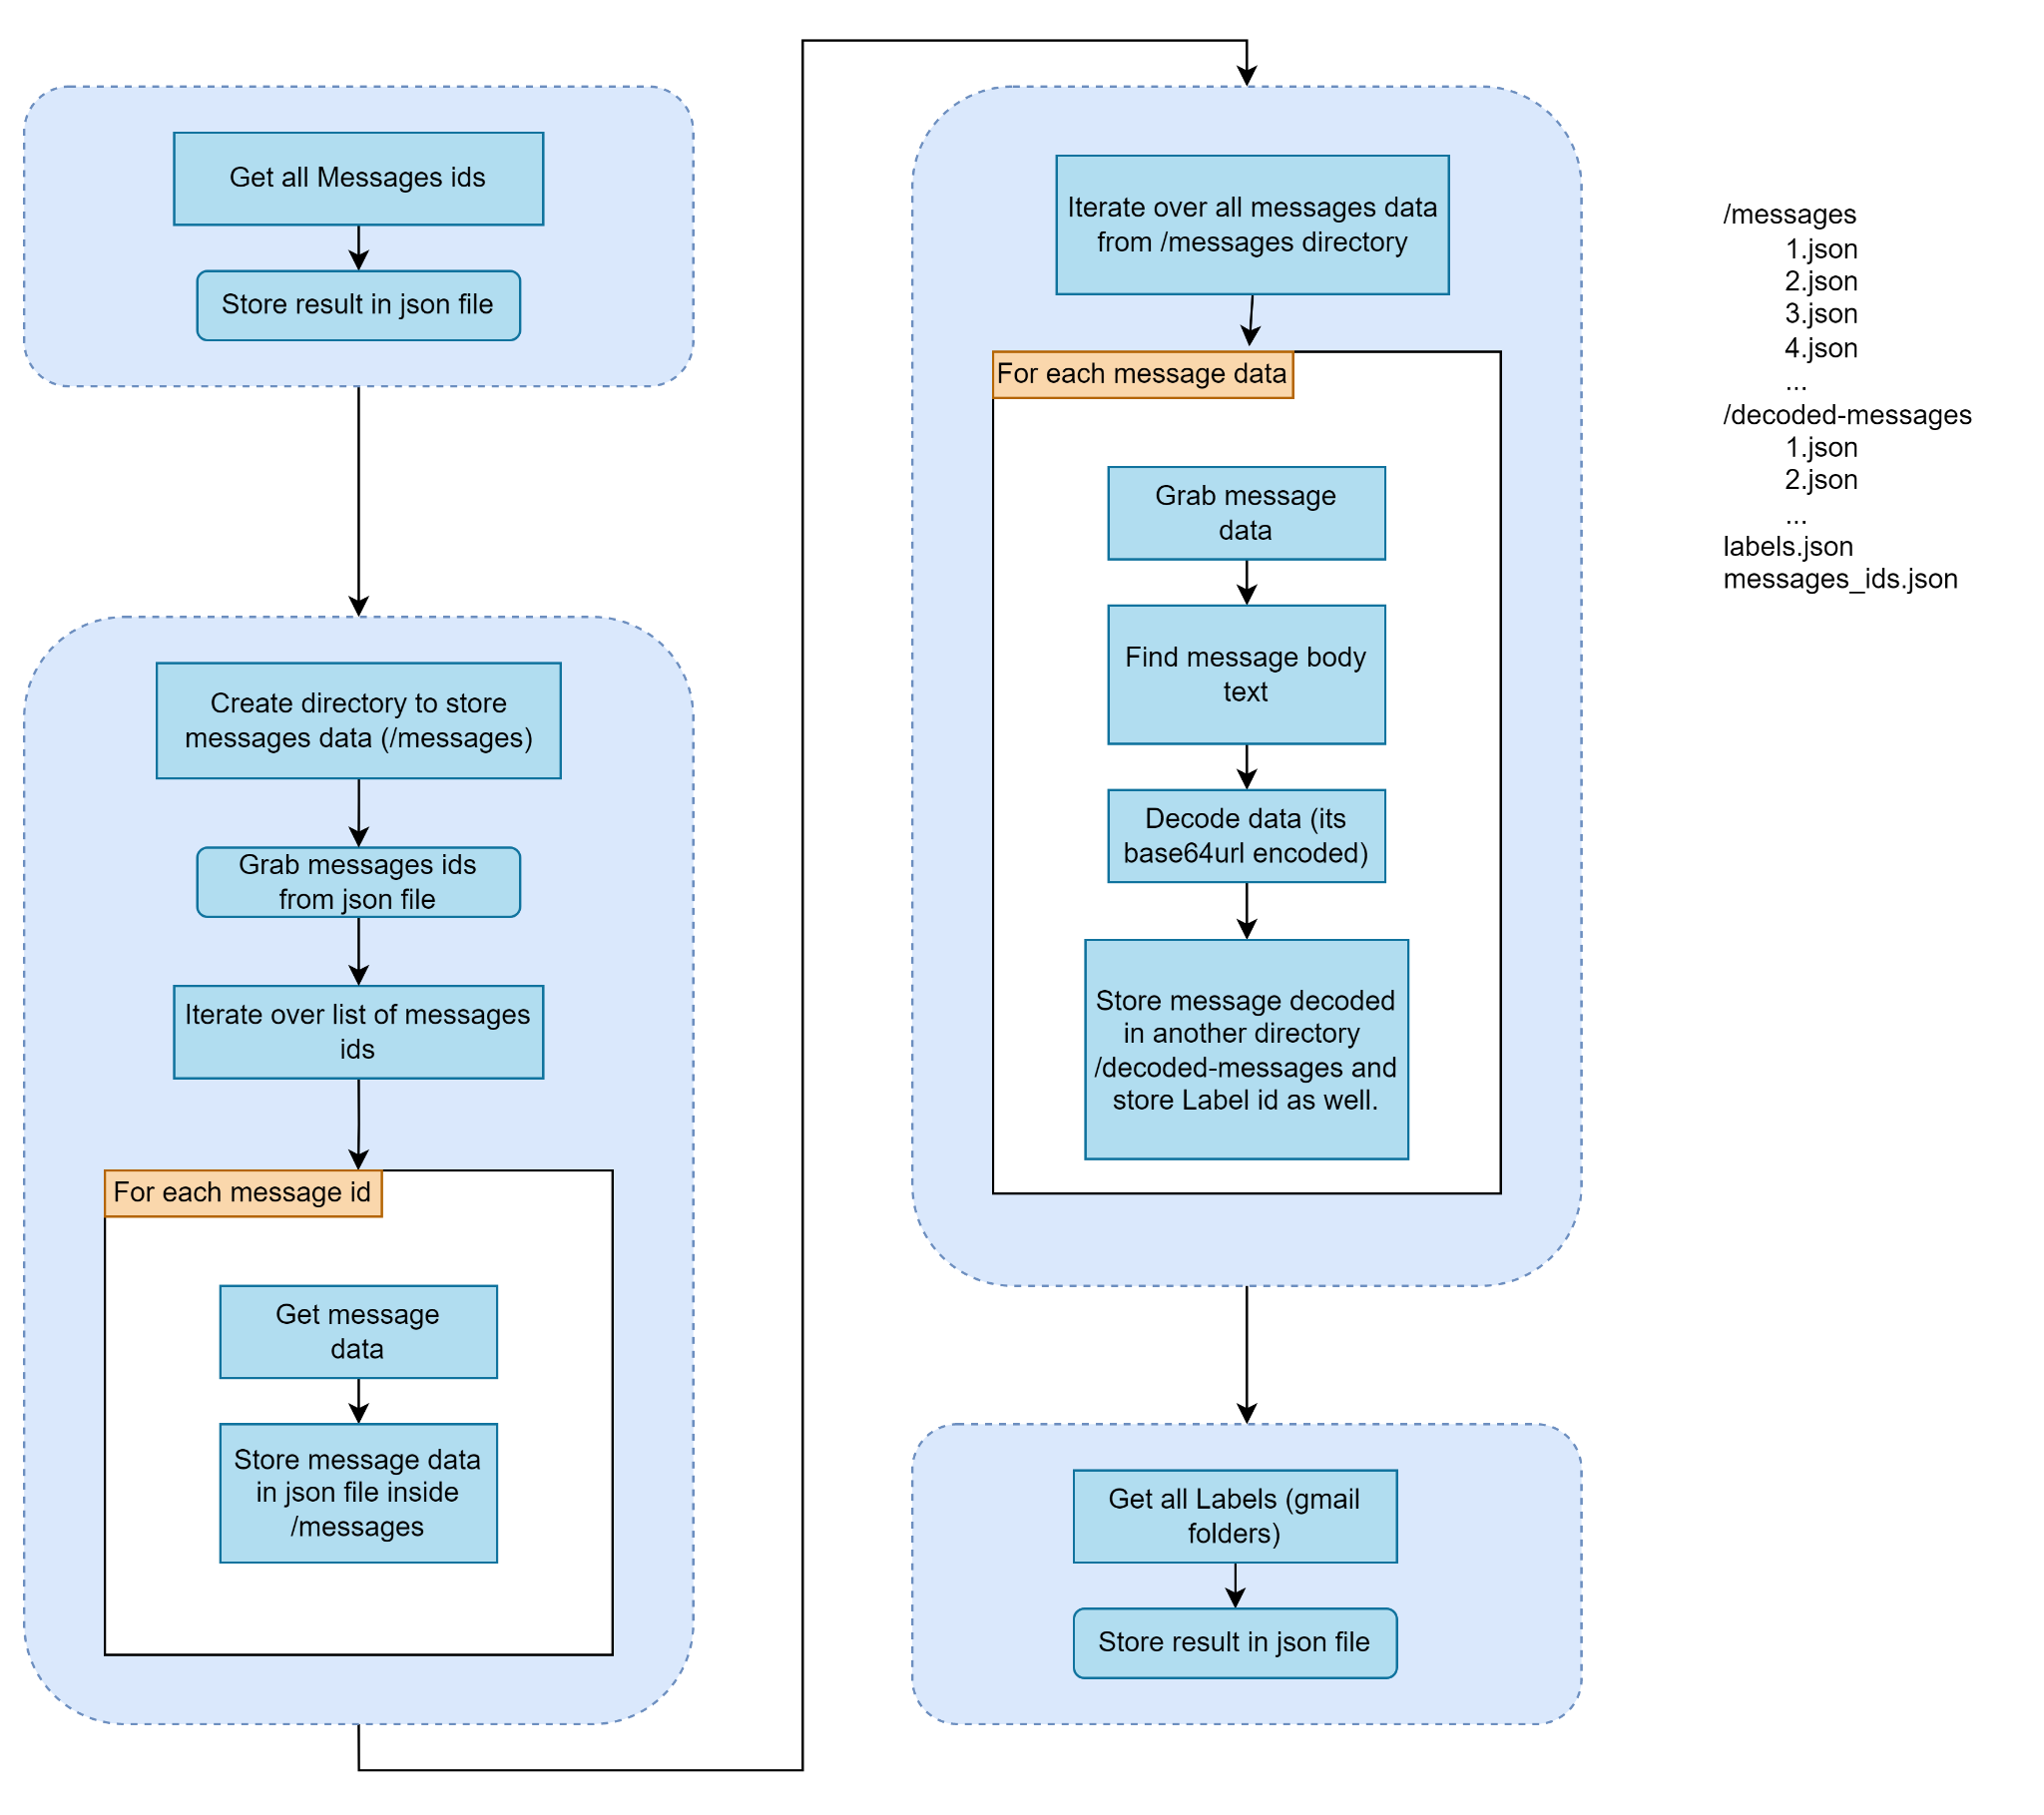 Get all Messages ids
Store result in json file
Create directory to store
messages data (/messages)
Grab messages ids
from json file
Iterate over list of messages
ids
For each message id
Get message
data
Store message data
in json file inside
/messages
Iterate over all messages data
from /messages directory
For each message data
Grab message
data
Find message body
text
Decode data (its
base64url encoded)
Store message decoded
in another directory
/decoded-messages and
store Label id as well.
Get all Labels (gmail
folders)
Store result in json file
/messages
1.json
2.json
3.json
4.json
...
/decoded-messages
1.json
2.json
...
labels.json
messages_ids.json